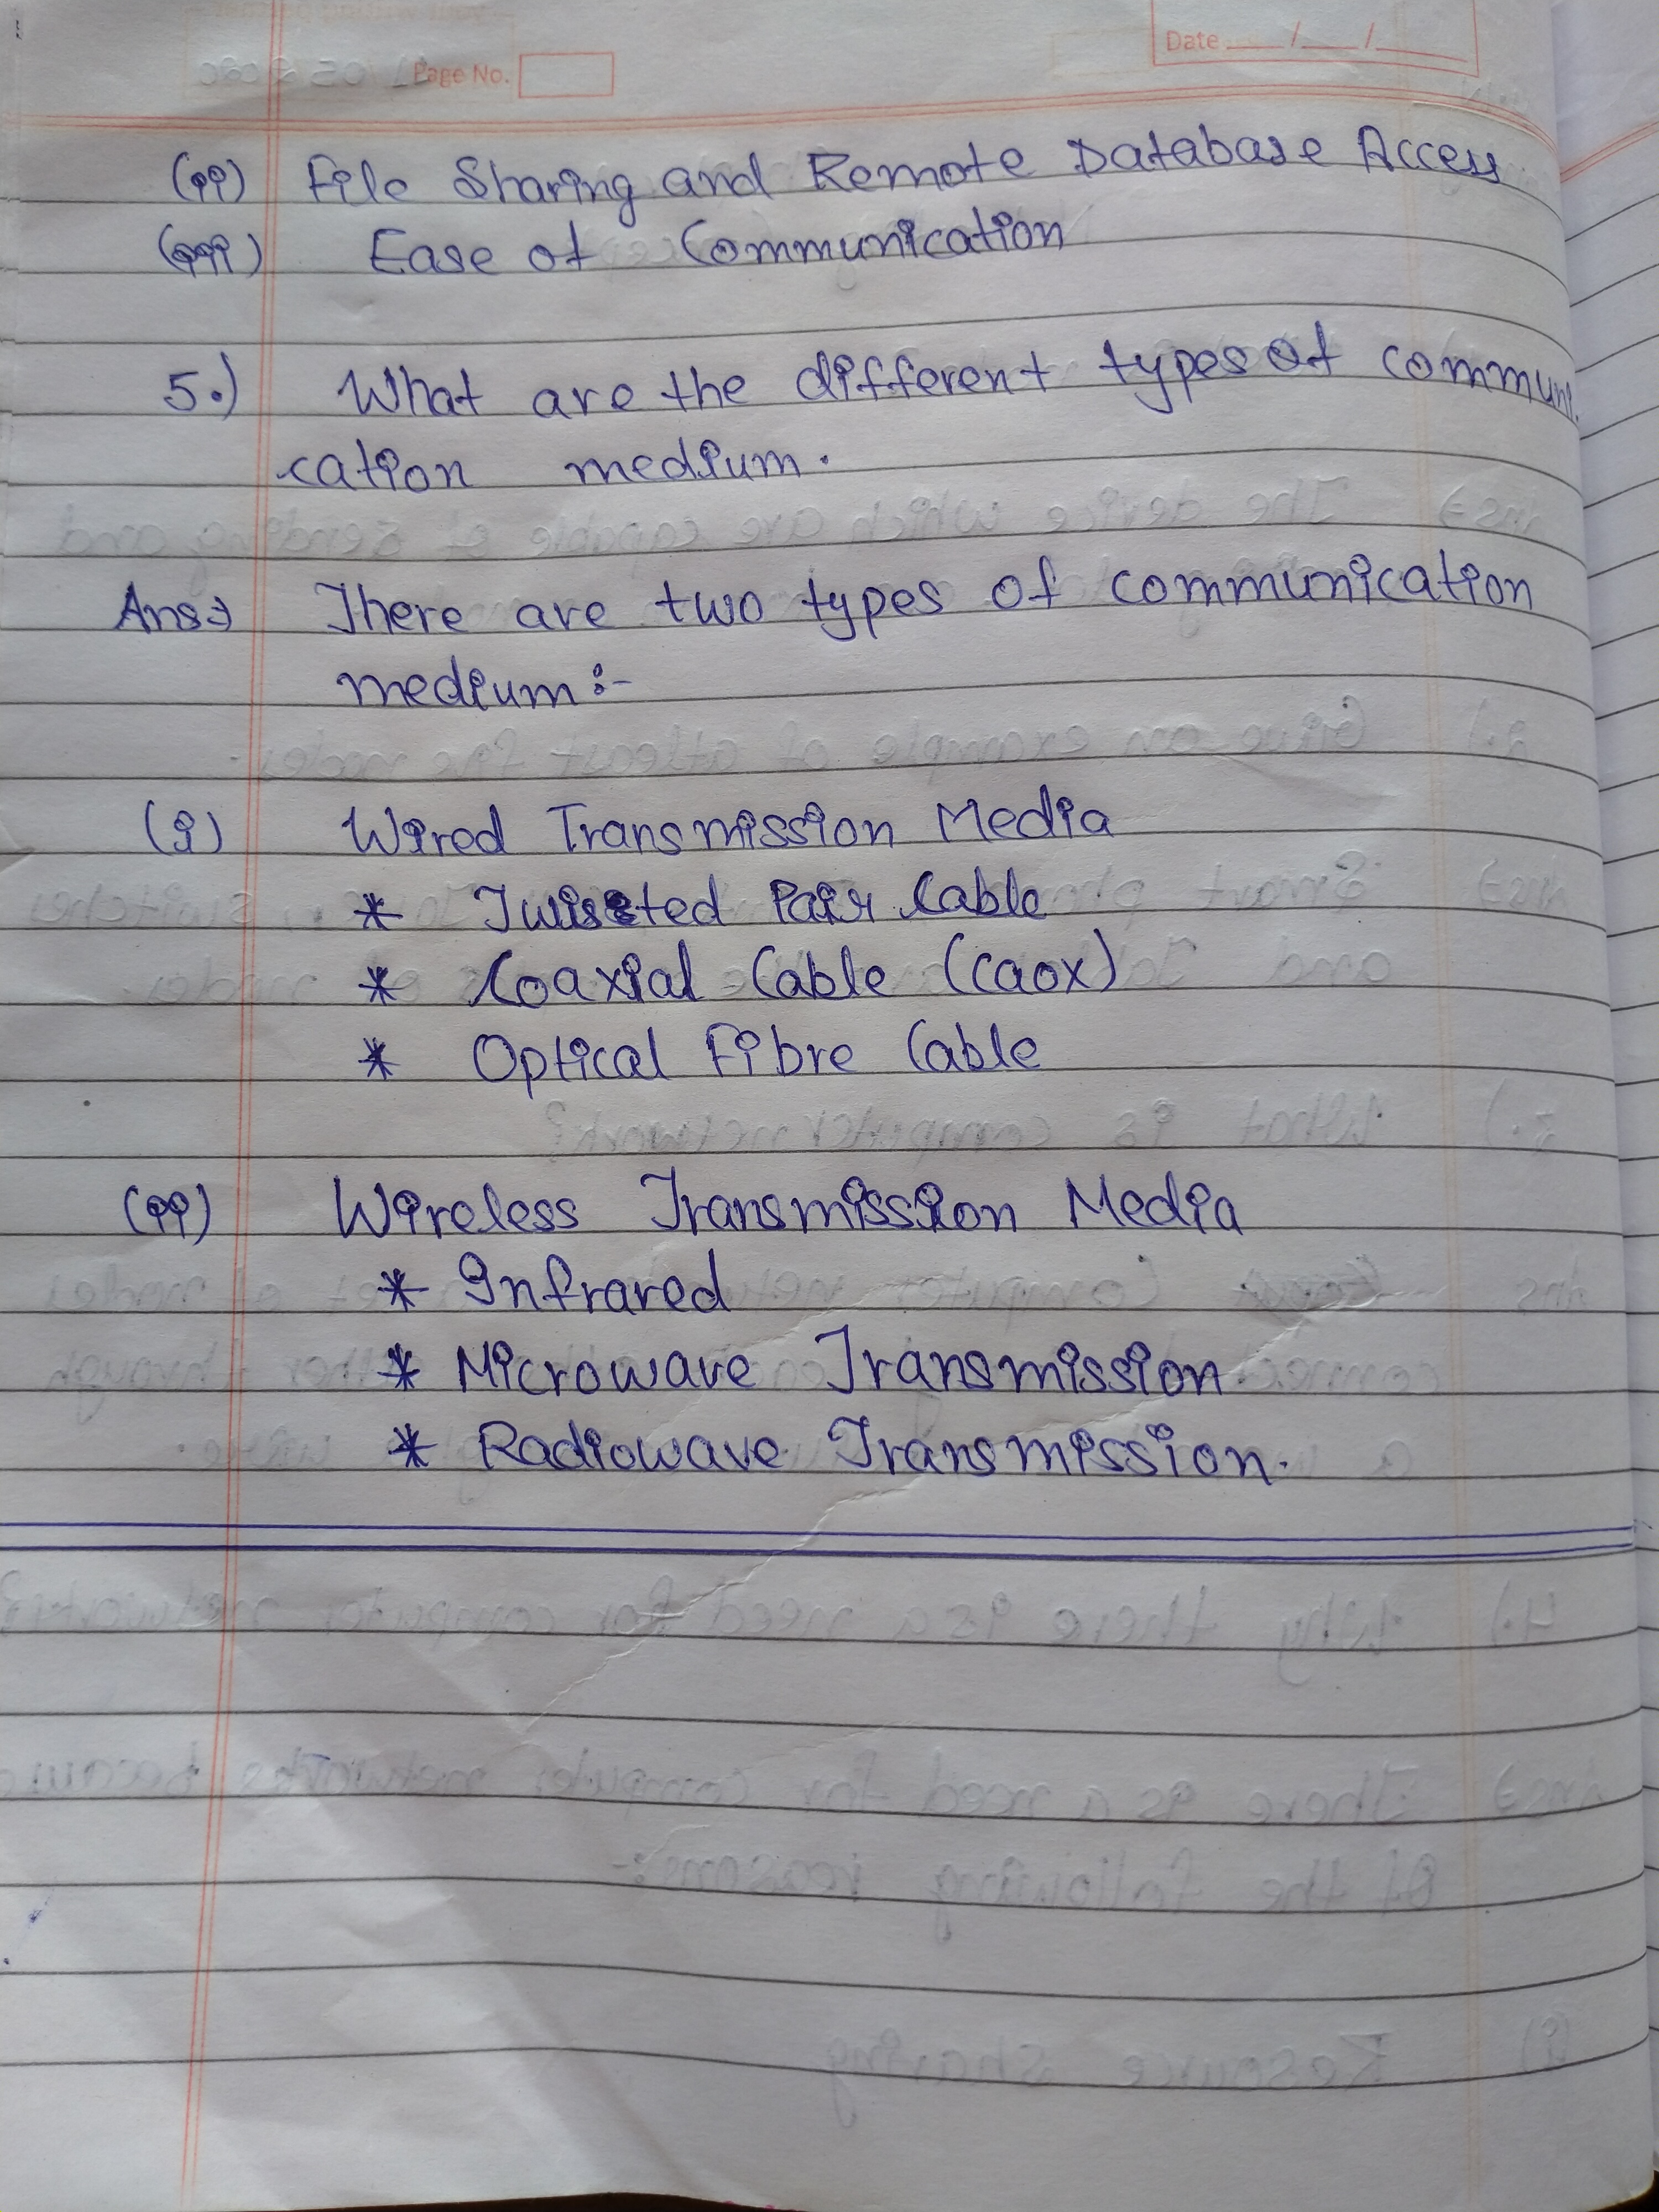 Page No.
Date / /
(ii) File Sharing and Remote Database Access
(iii) Ease of Communication
5.) What are the different types of communi
cation medium.
Ans→ There are two types of communication
medium :-
(i) Wired Transmission Media
* Twisted Pair Cable
* Coaxial Cable (caox)
* Optical Fibre Cable
(ii) Wireless Transmission Media
* Infrared
* Microwave Transmission
* Radiowave Transmission.